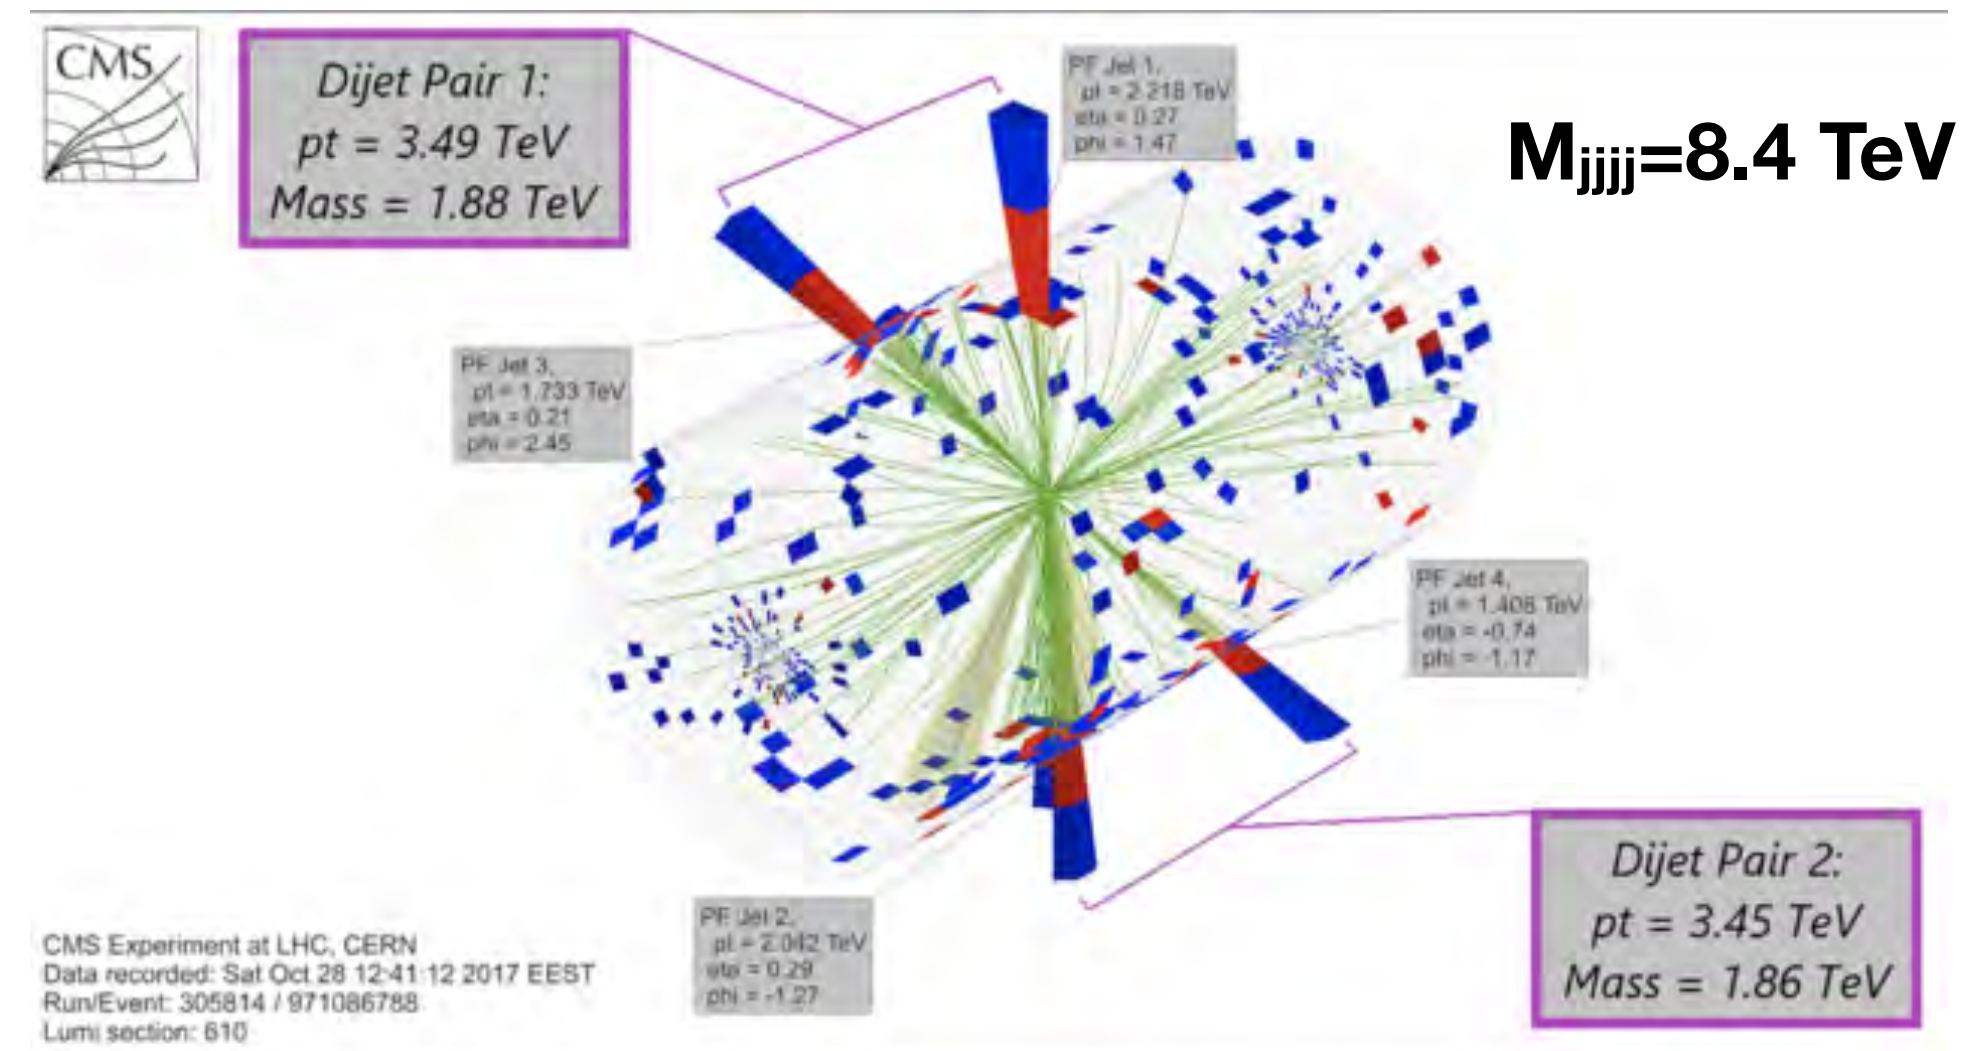 CMS
Dijet Pair 1:
pt = 3.49 TeV
Mass = 1.88 TeV
PF Jet 1,
pt = 2.218 TeV
eta = 0.27
phi = 1.47
Mjjjj=8.4 TeV
PF Jet 3,
pt = 1.733 TeV
eta = 0.21
phi = 2.45
PF Jet 4,
pt = 1.408 TeV
eta = -0.74
phi = -1.17
PF Jet 2,
pt = 2.042 TeV
eta = 0.29
phi = -1.27
Dijet Pair 2:
pt = 3.45 TeV
Mass = 1.86 TeV
CMS Experiment at LHC, CERN
Data recorded: Sat Oct 28 12:41:12 2017 EEST
Run/Event: 305814 / 971086788
Lumi section: 610